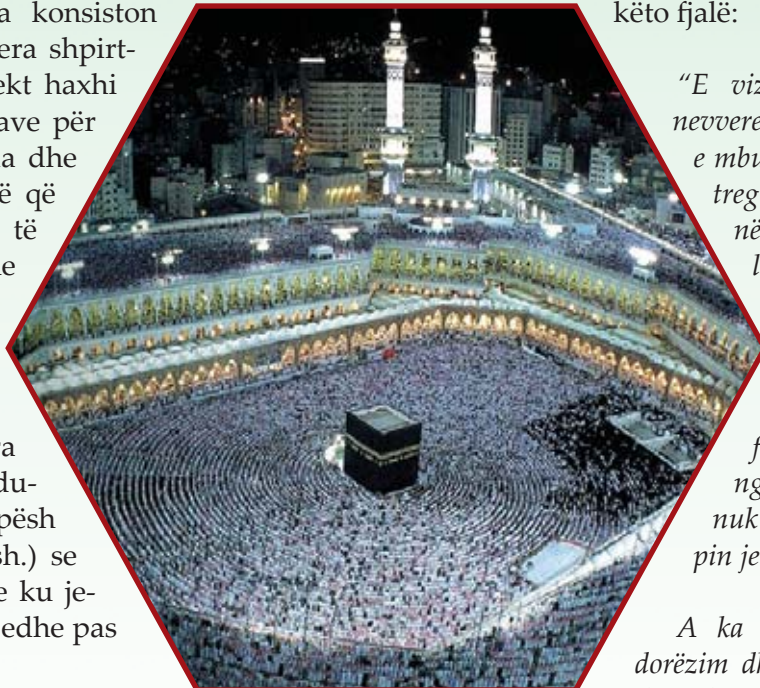 a konsiston
era shpirt-
ekt haxhi
ave për
a dhe
ë që
të
ra
du-
pësh
sh.) se
e ku je-
edhe pas
këto fjalë:
“E viz
nevvere
e mbu
treg
në
l
f
ng
nuk
pin je
A ka
dorëzim dh